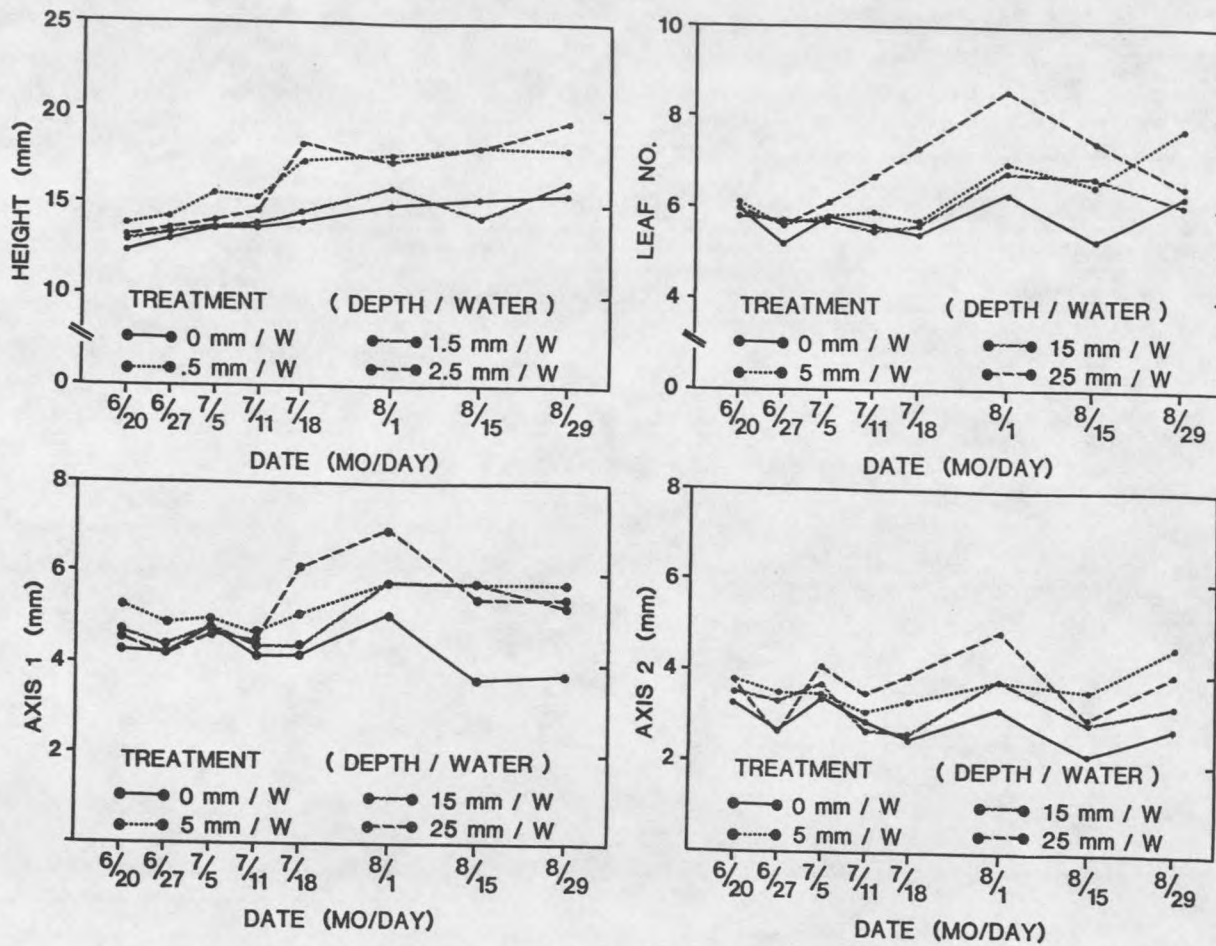 25
20
15
10
0
HEIGHT (mm)
TREATMENT (DEPTH / WATER)
0 mm / W 1.5 mm / W
.5 mm / W 2.5 mm / W
6/20 6/27 7/5 7/11 7/18 8/1 8/15 8/29
DATE (MO/DAY)
10
8
6
4
0
LEAF NO.
TREATMENT (DEPTH / WATER)
0 mm / W 15 mm / W
5 mm / W 25 mm / W
6/20 6/27 7/5 7/11 7/18 8/1 8/15 8/29
DATE (MO/DAY)
8
6
4
2
AXIS 1 (mm)
TREATMENT (DEPTH / WATER)
0 mm / W 15 mm / W
5 mm / W 25 mm / W
6/20 6/27 7/5 7/11 7/18 8/1 8/15 8/29
DATE (MO/DAY)
8
6
4
2
AXIS 2 (mm)
TREATMENT (DEPTH / WATER)
0 mm / W 15 mm / W
5 mm / W 25 mm / W
6/20 6/27 7/5 7/11 7/18 8/1 8/15 8/29
DATE (MO/DAY)